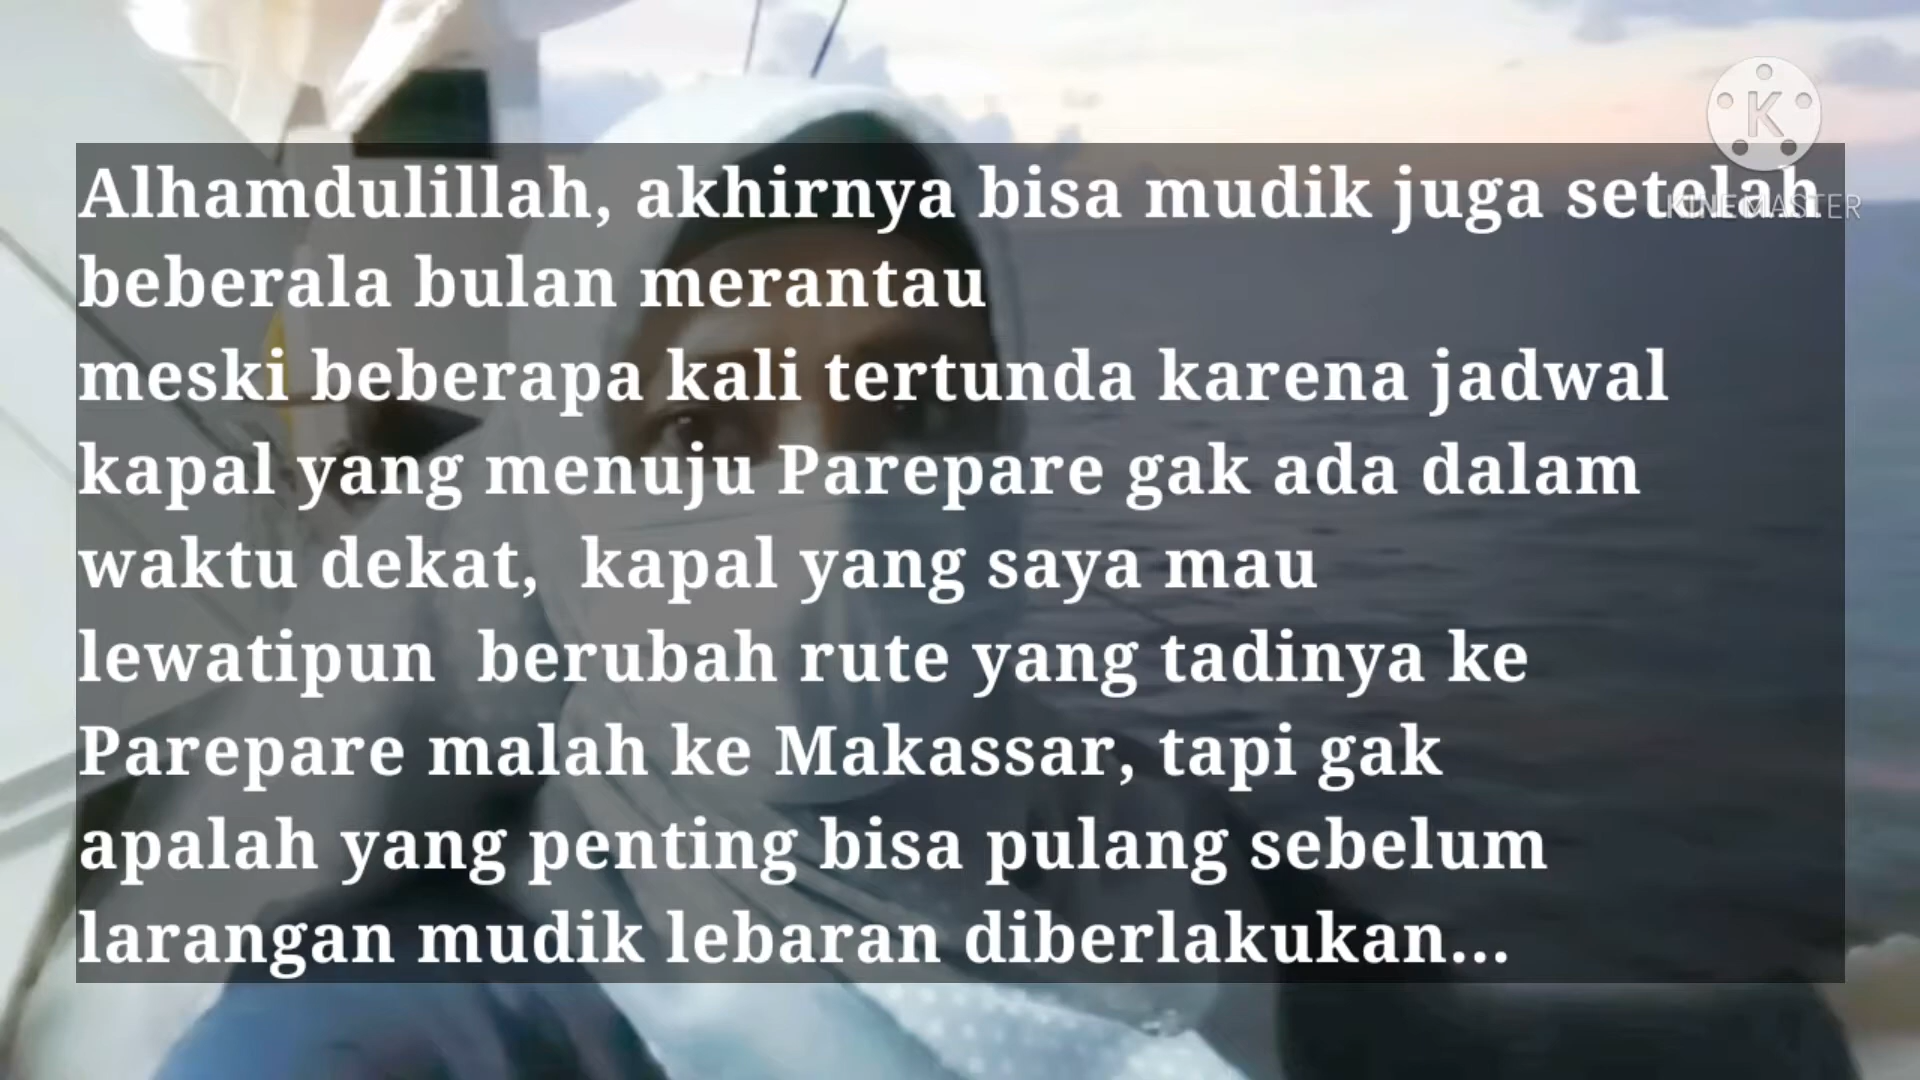 K
KINEMASTER
Alhamdulillah, akhirnya bisa mudik juga setelah
beberala bulan merantau
meski beberapa kali tertunda karena jadwal
kapal yang menuju Parepare gak ada dalam
waktu dekat,  kapal yang saya mau
lewatipun  berubah rute yang tadinya ke
Parepare malah ke Makassar, tapi gak
apalah yang penting bisa pulang sebelum
larangan mudik lebaran diberlakukan...